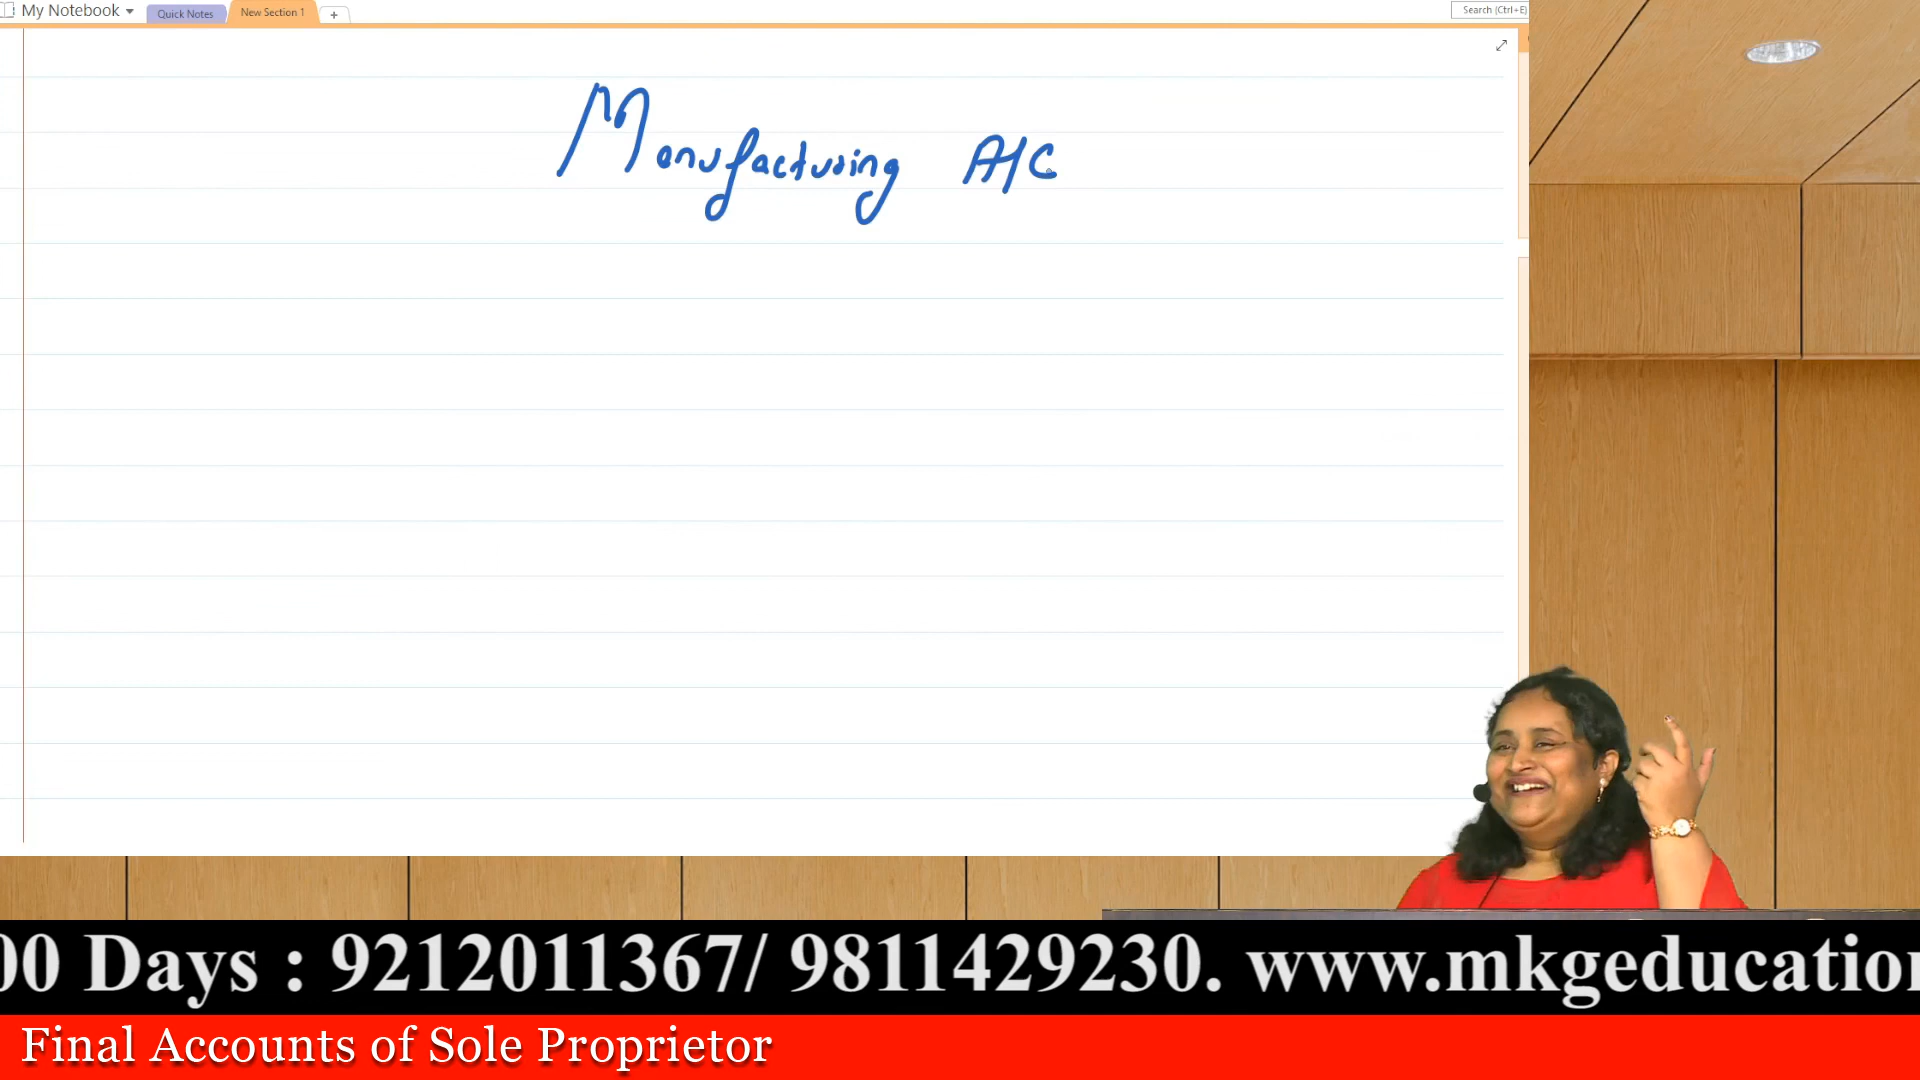 My Notebook
Quick Notes
New Section 1
+
Search (Ctrl+E)
Manufacturing A/C
00 Days : 9212011367/ 9811429230. www.mkgeducation
Final Accounts of Sole Proprietor